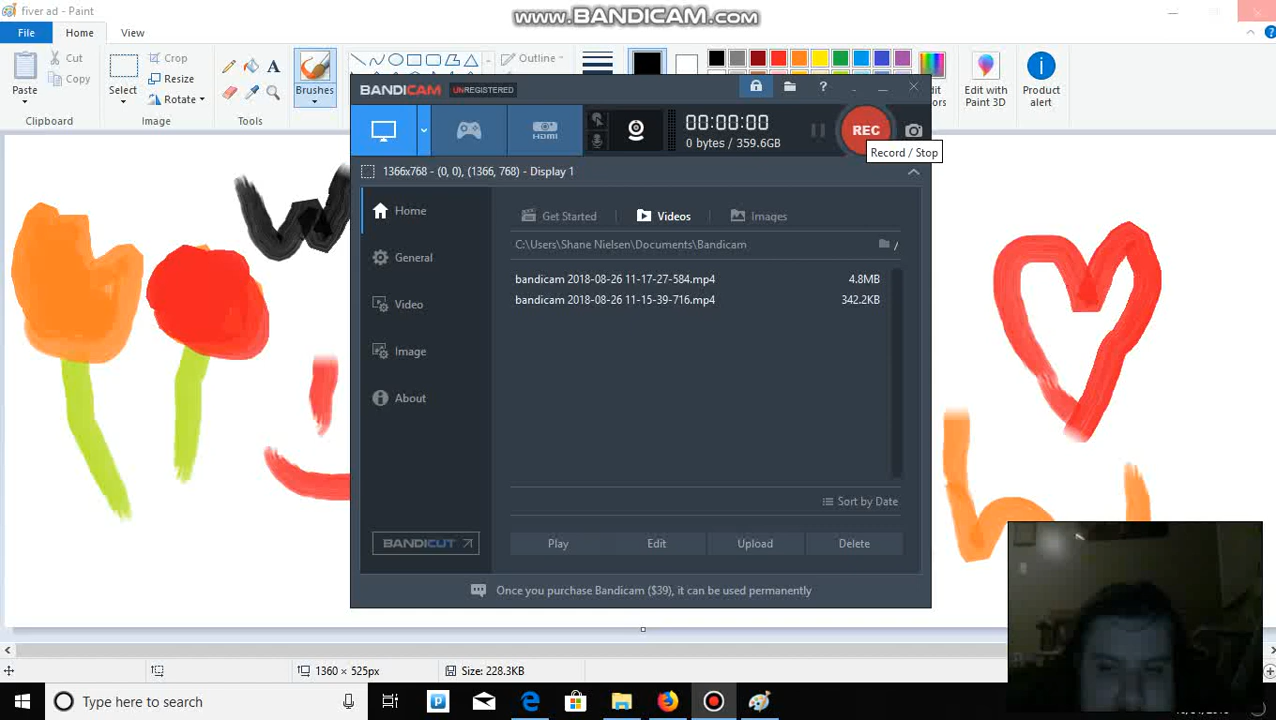 fiver ad - Paint
www.BANDICAM.com
File
Home
View
Paste
Cut
Copy
Clipboard
Select
Crop
Resize
Rotate
Image
A
Tools
Brushes
Outline
Edit with
Paint 3D
Product
alert
BANDICAM UNREGISTERED
?
HDMI
00:00:00
0 bytes / 359.6GB
REC
Record / Stop
1366x768 - (0, 0), (1366, 768) - Display 1
Home
General
Video
Image
About
BANDICUT
Get Started
Videos
Images
C:\Users\Shane Nielsen\Documents\Bandicam
bandicam 2018-08-26 11-17-27-584.mp4 4.8MB
bandicam 2018-08-26 11-15-39-716.mp4 342.2KB
Sort by Date
Play Edit Upload Delete
Once you purchase Bandicam ($39), it can be used permanently
h
1360 × 525px
Size: 228.3KB
Type here to search